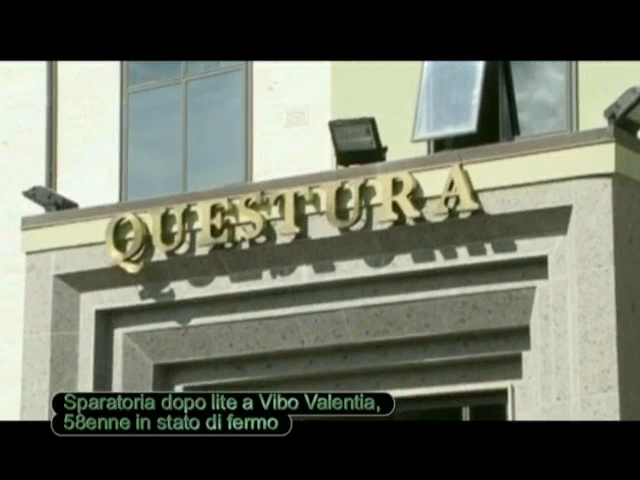 QUESTURA
Sparatoria dopo lite a Vibo Valentia,
58enne in stato di fermo